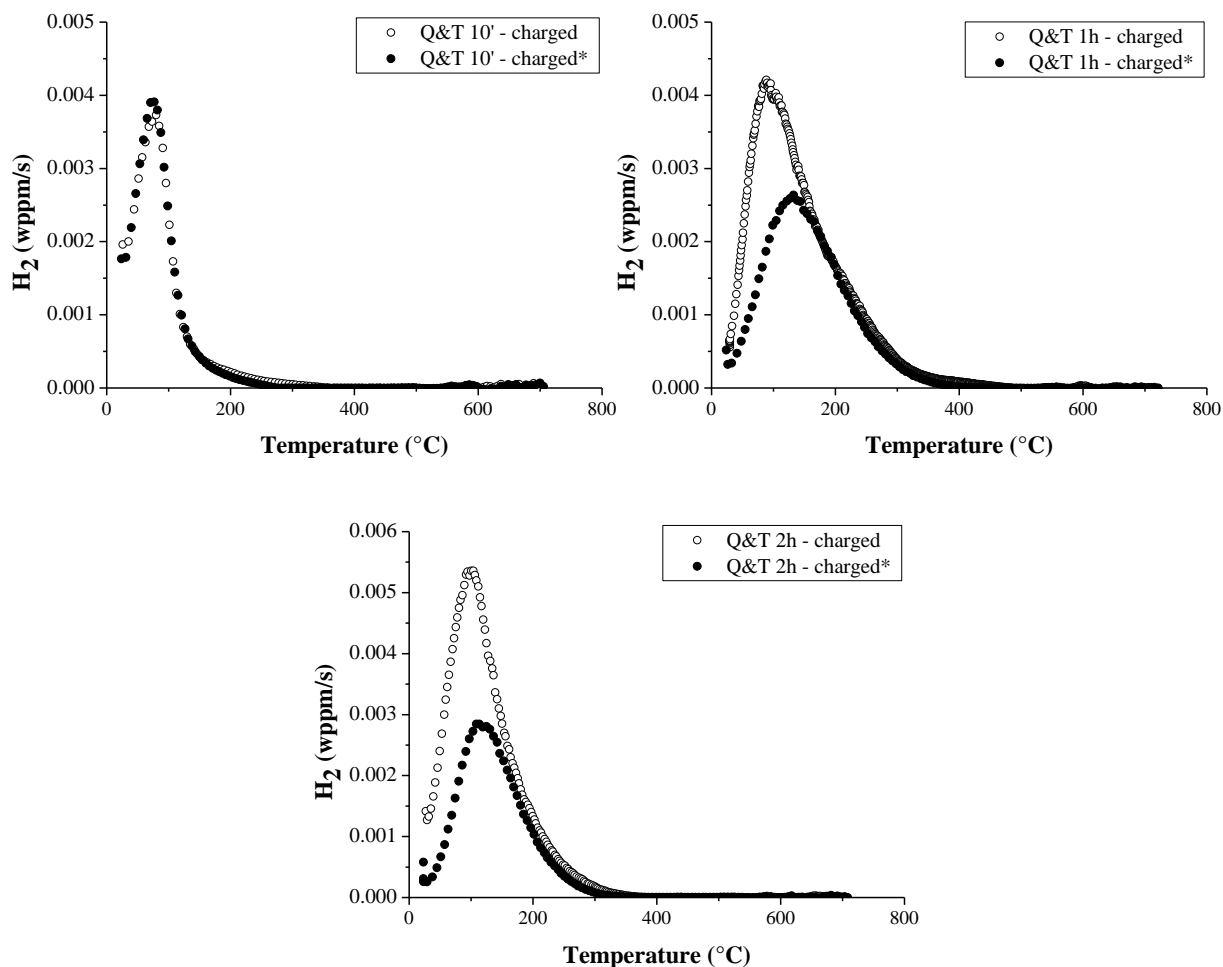 Q&T 10' - charged
Q&T 10' - charged*
0.005
0.004
0.003
0.002
0.001
0.000
H2 (wppm/s)
0 200 400 600 800
Temperature (°C)
Q&T 1h - charged
Q&T 1h - charged*
0.005
0.004
0.003
0.002
0.001
0.000
H2 (wppm/s)
0 200 400 600 800
Temperature (°C)
Q&T 2h - charged
Q&T 2h - charged*
0.006
0.005
0.004
0.003
0.002
0.001
0.000
H2 (wppm/s)
0 200 400 600 800
Temperature (°C)